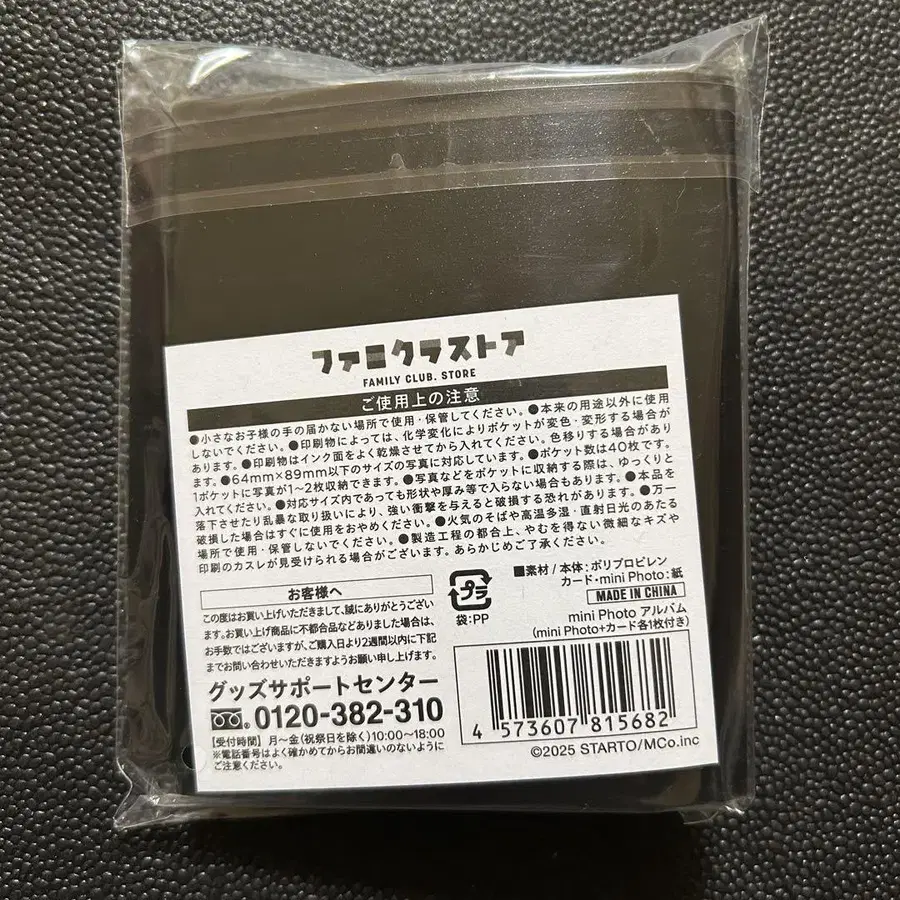 ファミクラストア
FAMILY CLUB. STORE
ご使用上の注意
●小さなお子様の手の届かない場所で使用・保管してください。●本来の用途以外に使用
しないでください。●印刷物によっては、化学変化によりポケットが変色・変形する場合が
あります。●印刷物はインク面をよく乾燥させてから入れてください。色移りする場合があり
ます。●64mm×89mm以下のサイズの写真に対応しています。●ポケット数は40枚です。
1ポケットに写真が1~2枚収納できます。●写真などをポケットに収納する際は、ゆっくりと
入れてください。●対応サイズ内であっても形状や厚み等で入らない場合もあります。●本品を
落下させたり乱暴な取り扱いにより、強い衝撃を与えると破損する恐れがあります。●万一
破損した場合はすぐに使用をおやめください。●火気のそばや高温多湿・直射日光のあたる
場所で使用・保管しないでください。●製造工程の都合上、やむを得ない微細なキズや
印刷のカスレが見受けられる場合がございます。あらかじめご了承ください。
お客様へ
この度はお買い上げいただきまして、誠にありがとうござい
ます。お買い上げ商品に不都合品などありました場合は、
お手数ではございますが、ご購入日より2週間以内に下記
までお問い合わせいただきますようお願い申し上げます。
グッズサポートセンター
0120-382-310
【受付時間】月〜金(祝祭日を除く)10:00〜18:00
※電話番号はよく確かめてからお間違いのないように
ご注意ください。
プラ
袋:PP
■素材/本体:ポリプロピレン
カード・mini Photo:紙
MADE IN CHINA
mini Photo アルバム
(mini Photo+カード各1枚付き)
4 573607 815682
©2025 STARTO/MCo.inc